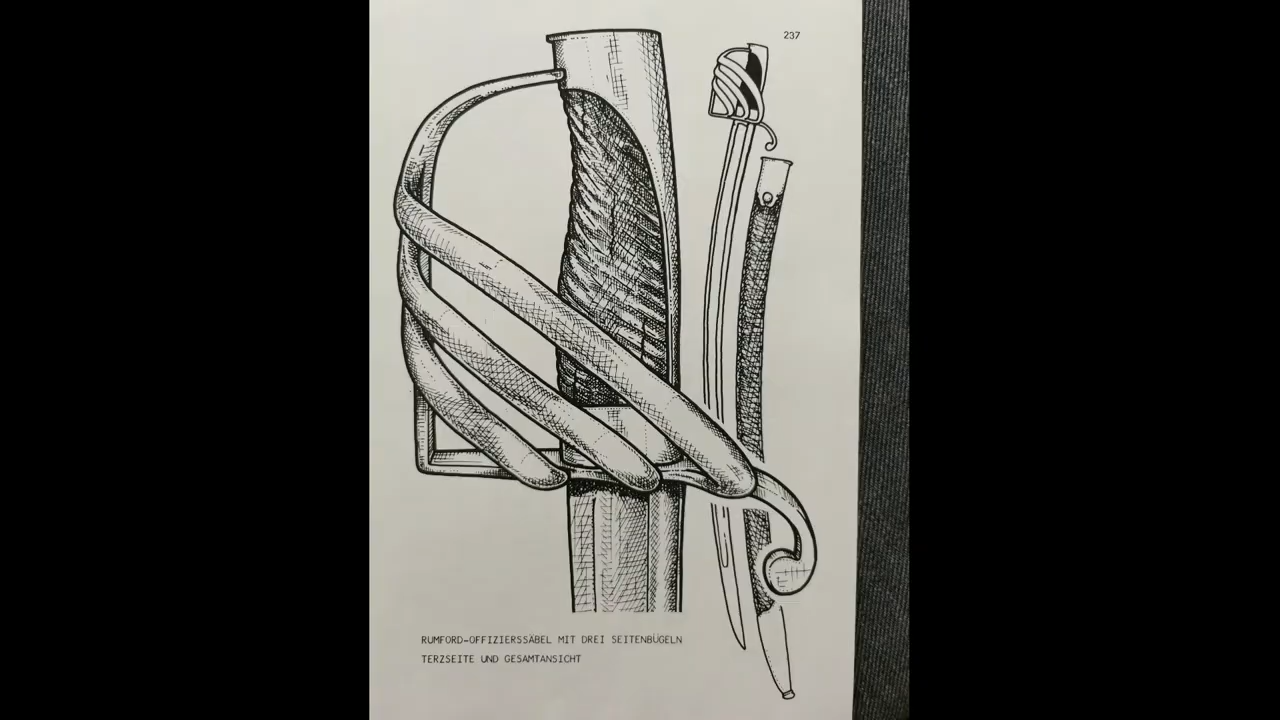 237
RUMFORD-OFFIZIERSSÄBEL MIT DREI SEITENBÜGELN
TERZSEITE UND GESAMTANSICHT